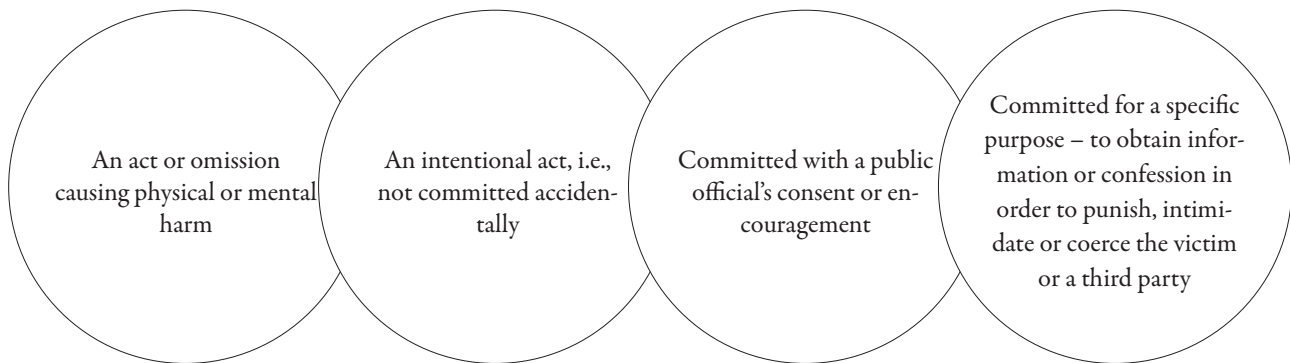 An act or omission
causing physical or mental
harm
An intentional act, i.e.,
not committed acciden-
tally
Committed with a public
official’s consent or en-
couragement
Committed for a specific
purpose – to obtain infor-
mation or confession in
order to punish, intimi-
date or coerce the victim
or a third party